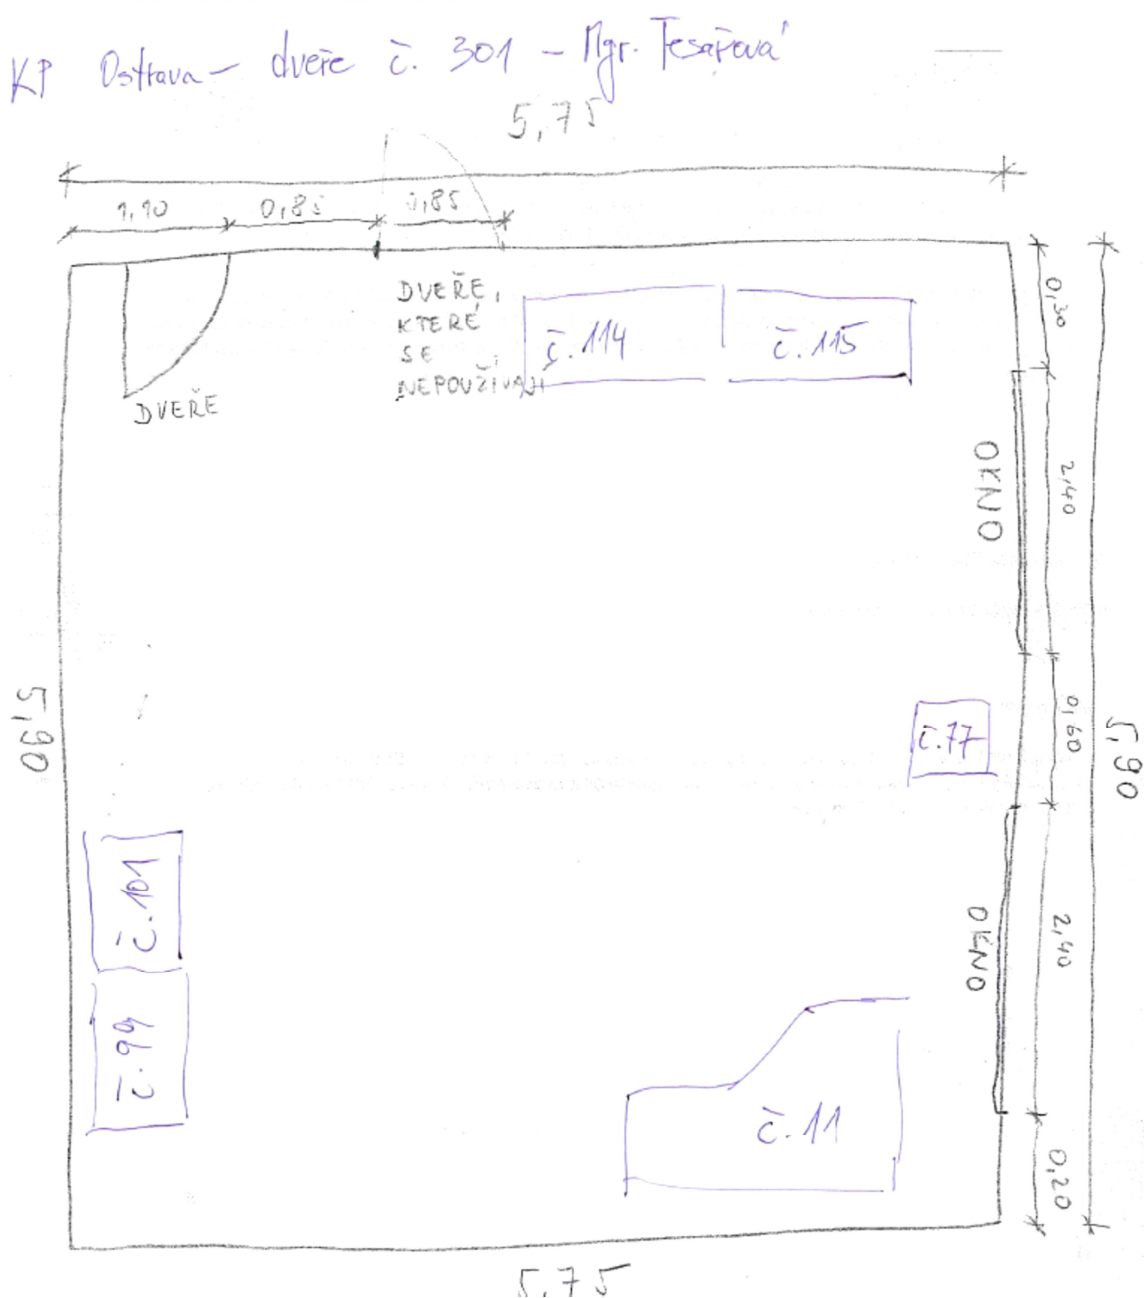 KP Ostrava – dveře č. 301 – Mgr. Tesařová
5,75
1,10
0,85
0,85
DVEŘE,
KTERÉ
SE
NEPOUŽÍVAJÍ
č.114
č.115
0,30
DVEŘE
OKNO
2,40
5,90
č.77
0,60
5,90
č.101
OKNO
2,40
č.99
č.11
0,20
5,75